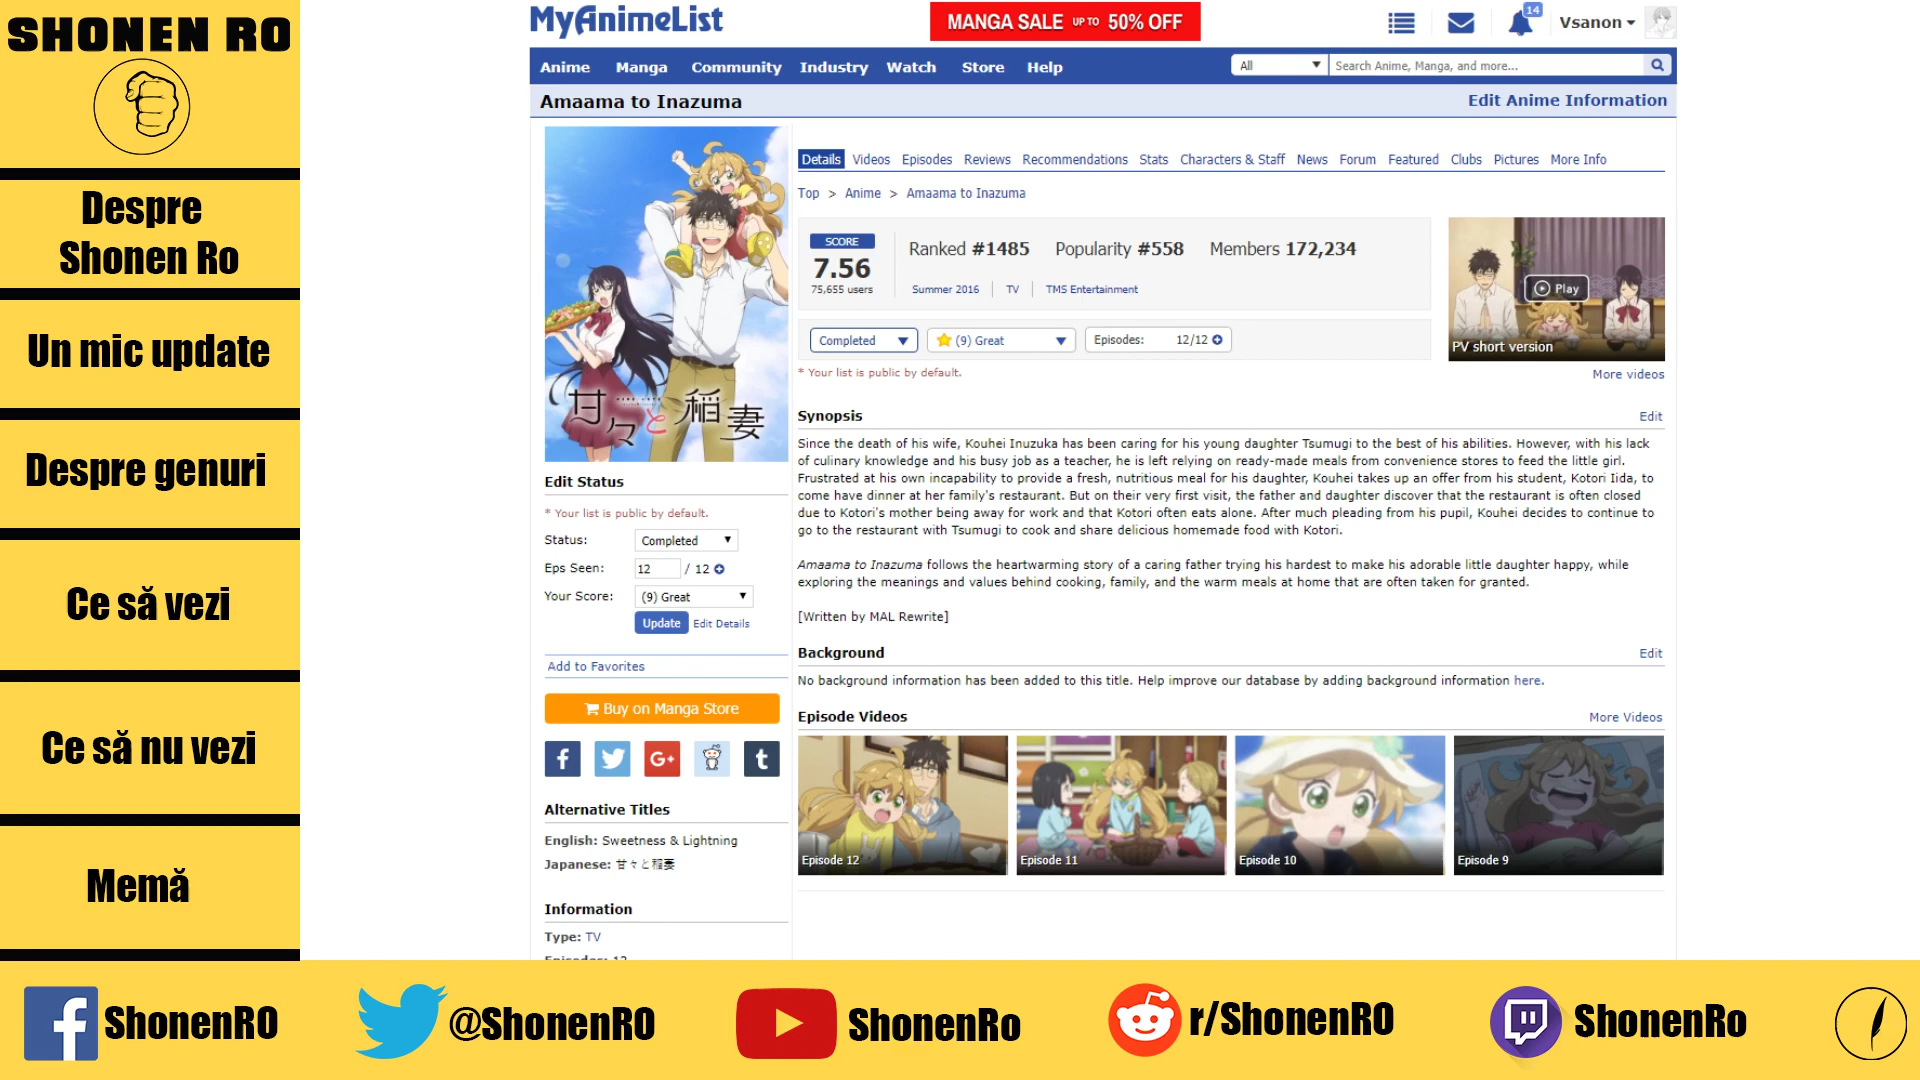 SHONEN RO
Despre
Shonen Ro
Un mic update
Despre genuri
Ce să vezi
Ce să nu vezi
Memă
MyAnimeList
MANGA SALE UP TO 50% OFF
14
Vsanon
Anime Manga Community Industry Watch Store Help
All
Search Anime, Manga, and more...
Amaama to Inazuma
Edit Anime Information
甘々と稲妻
Edit Status
* Your list is public by default.
Status: Completed
Eps Seen: 12 / 12
Your Score: (9) Great
Update Edit Details
Add to Favorites
Buy on Manga Store
Alternative Titles
English: Sweetness & Lightning
Japanese: 甘々と稲妻
Information
Type: TV
Episodes: 12
Details Videos Episodes Reviews Recommendations Stats Characters & Staff News Forum Featured Clubs Pictures More Info
Top > Anime > Amaama to Inazuma
SCORE
7.56
75,655 users
Ranked #1485 Popularity #558 Members 172,234
Summer 2016 TV TMS Entertainment
Completed (9) Great Episodes: 12/12
* Your list is public by default.
Play
PV short version
More videos
Synopsis Edit
Since the death of his wife, Kouhei Inuzuka has been caring for his young daughter Tsumugi to the best of his abilities. However, with his lack
of culinary knowledge and his busy job as a teacher, he is left relying on ready-made meals from convenience stores to feed the little girl.
Frustrated at his own incapability to provide a fresh, nutritious meal for his daughter, Kouhei takes up an offer from his student, Kotori Iida, to
come have dinner at her family's restaurant. But on their very first visit, the father and daughter discover that the restaurant is often closed
due to Kotori's mother being away for work and that Kotori often eats alone. After much pleading from his pupil, Kouhei decides to continue to
go to the restaurant with Tsumugi to cook and share delicious homemade food with Kotori.
Amaama to Inazuma follows the heartwarming story of a caring father trying his hardest to make his adorable little daughter happy, while
exploring the meanings and values behind cooking, family, and the warm meals at home that are often taken for granted.
[Written by MAL Rewrite]
Background Edit
No background information has been added to this title. Help improve our database by adding background information here.
Episode Videos More Videos
Episode 12
Episode 11
Episode 10
Episode 9
ShonenRO
@ShonenRO
ShonenRo
r/ShonenRO
ShonenRo